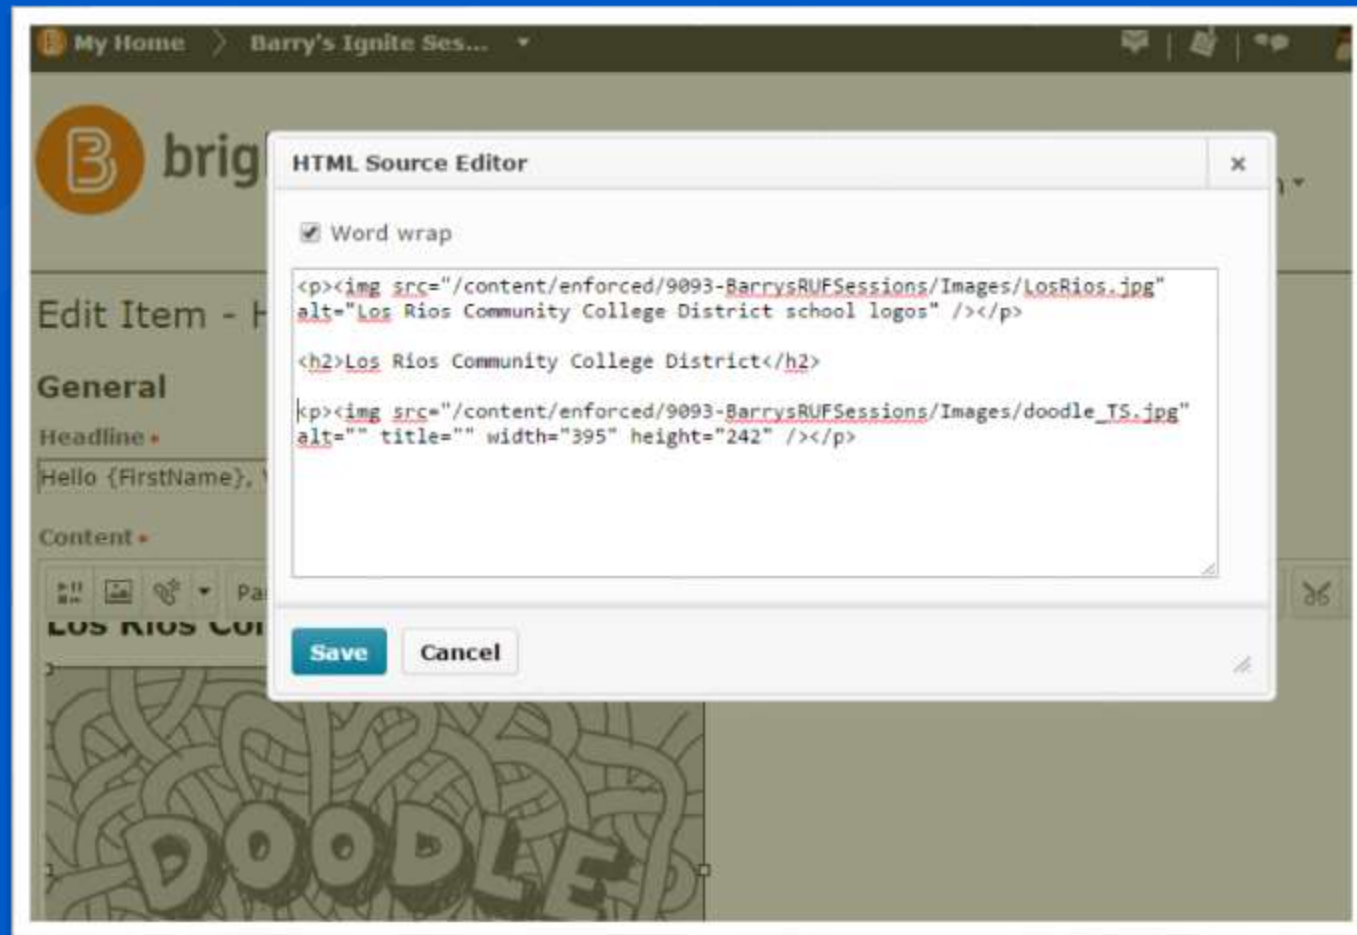 My Home
Barry's Ignite Ses...
brig
HTML Source Editor
Word wrap
<p><img src="/content/enforced/9093-BarrysRUFSessions/Images/LosRios.jpg"
alt="Los Rios Community College District school logos" /></p>
<h2>Los Rios Community College District</h2>
<p><img src="/content/enforced/9093-BarrysRUFSessions/Images/doodle_TS.jpg"
alt="" title="" width="395" height="242" /></p>
Edit Item - H
General
Headline
Hello {FirstName},
Content
Pa
Los Rios Co
Save
Cancel
DOODLE